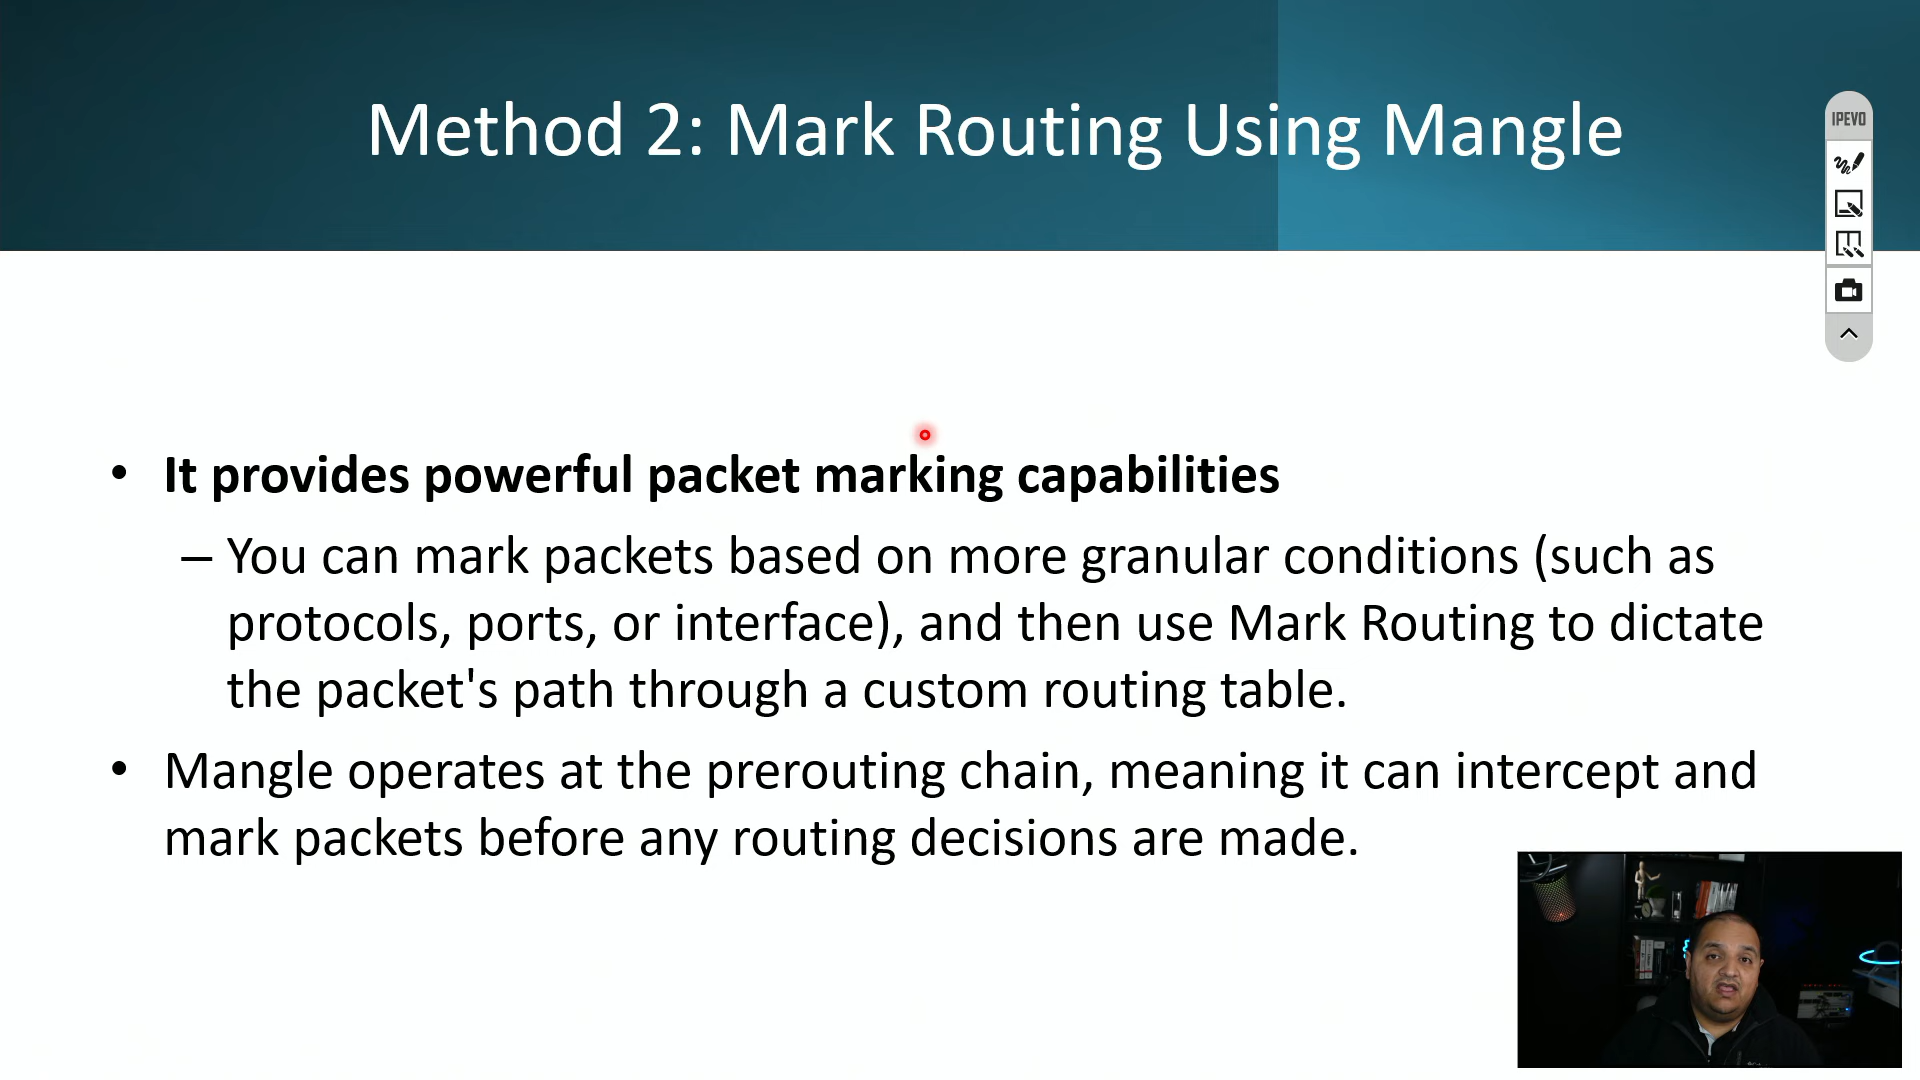 Method 2: Mark Routing Using Mangle
IPEVO
• It provides powerful packet marking capabilities
– You can mark packets based on more granular conditions (such as
protocols, ports, or interface), and then use Mark Routing to dictate
the packet's path through a custom routing table.
• Mangle operates at the prerouting chain, meaning it can intercept and
mark packets before any routing decisions are made.